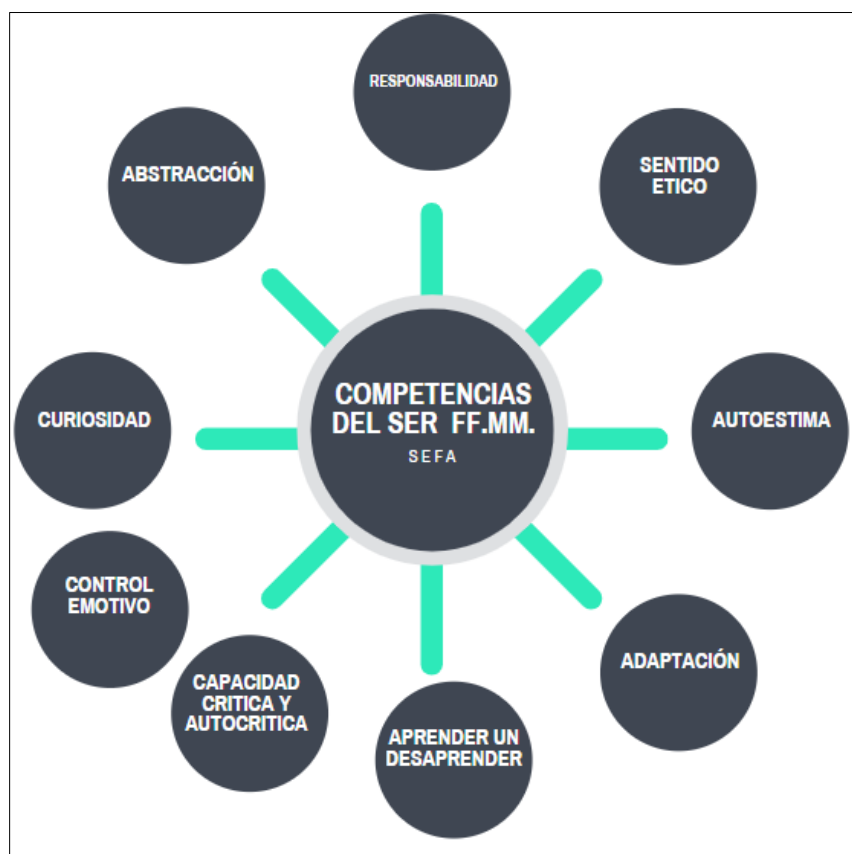 RESPONSABILIDAD
SENTIDO
ETICO
ABSTRACCIÓN
COMPETENCIAS
DEL SER FF.MM.
SEFA
CURIOSIDAD
AUTOESTIMA
CONTROL
EMOTIVO
CAPACIDAD
CRITICA Y
AUTOCRITICA
ADAPTACIÓN
APRENDER UN
DESAPRENDER